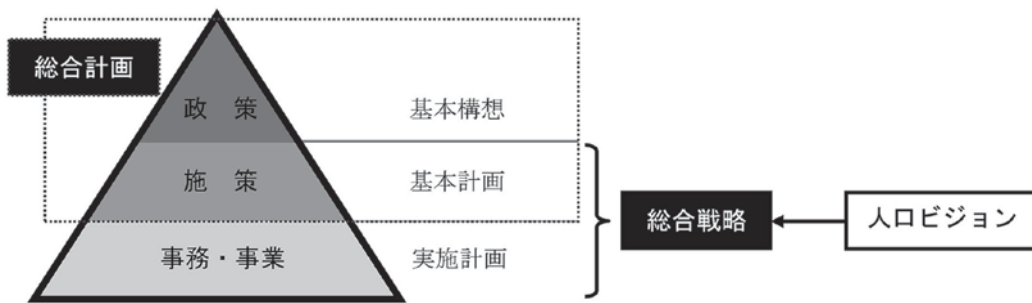 総合計画
政　策
基本構想
施　策
基本計画
総合戦略
人口ビジョン
事務・事業
実施計画